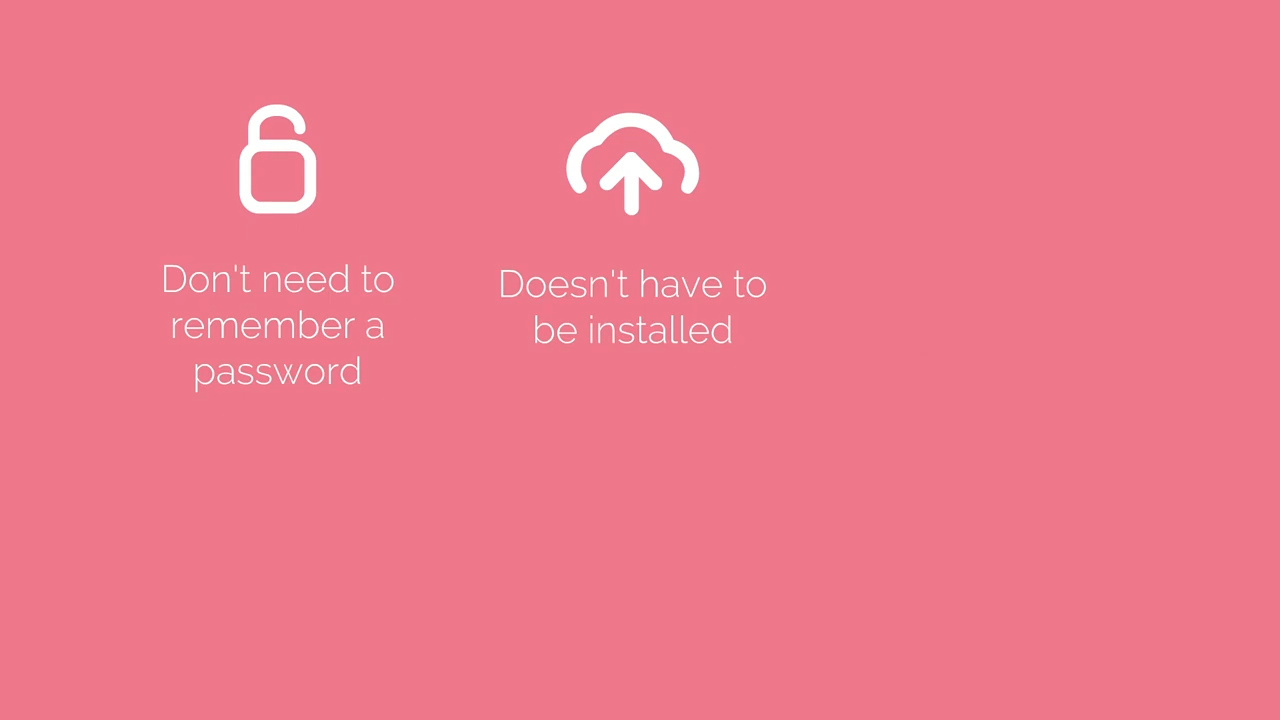 Don't need to
remember a
password
Doesn't have to
be installed